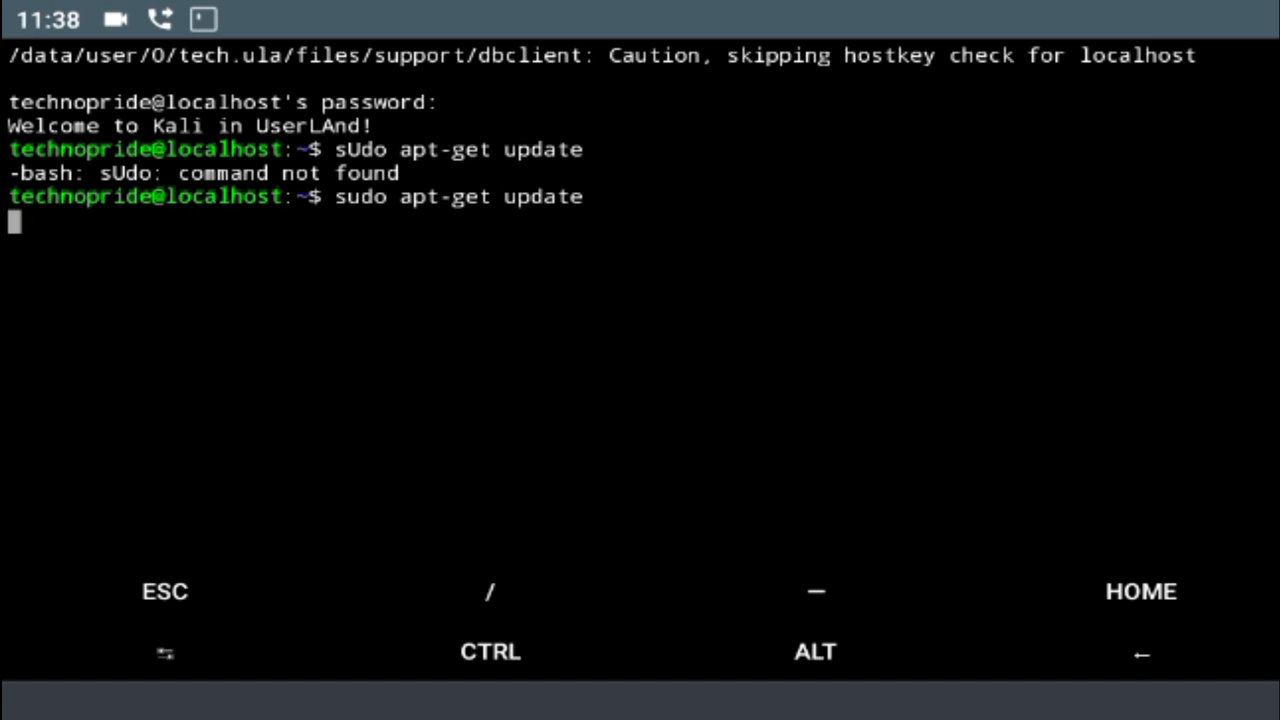 11:38
/data/user/0/tech.ula/files/support/dbclient: Caution, skipping hostkey check for localhost
technopride@localhost's password:
Welcome to Kali in UserLAnd!
technopride@localhost:~$ sUdo apt-get update
-bash: sUdo: command not found
technopride@localhost:~$ sudo apt-get update
ESC / – HOME
⇆ CTRL ALT ←